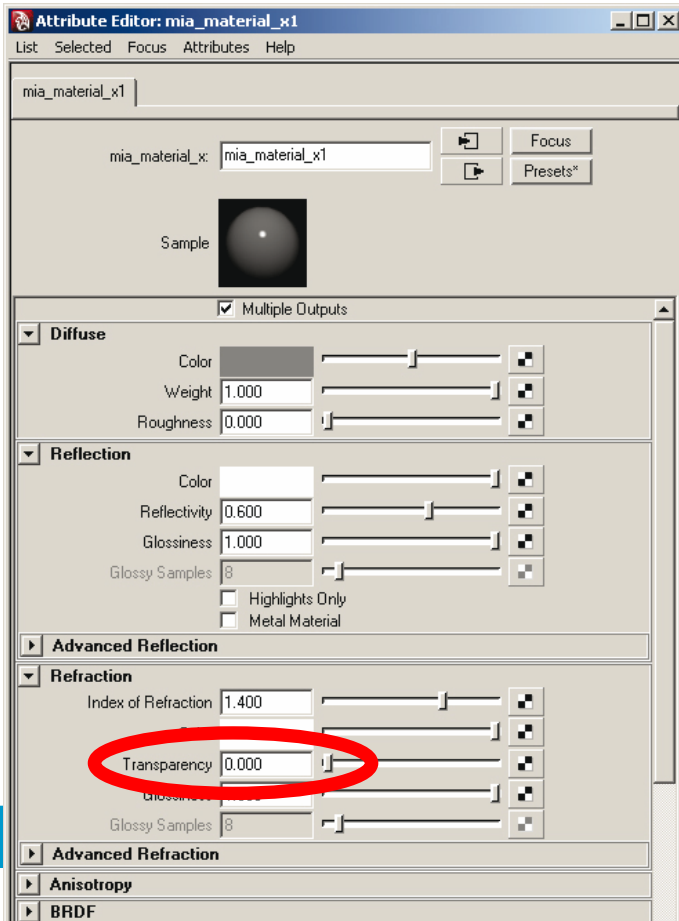 Attribute Editor: mia_material_x1
List Selected Focus Attributes Help
mia_material_x1
mia_material_x: mia_material_x1 Focus
Presets*
Sample
Multiple Outputs
Diffuse
Color
Weight 1.000
Roughness 0.000
Reflection
Color
Reflectivity 0.600
Glossiness 1.000
Glossy Samples 8
Highlights Only
Metal Material
Advanced Reflection
Refraction
Index of Refraction 1.400
Transparency 0.000
Glossiness
Glossy Samples 8
Advanced Refraction
Anisotropy
BRDF